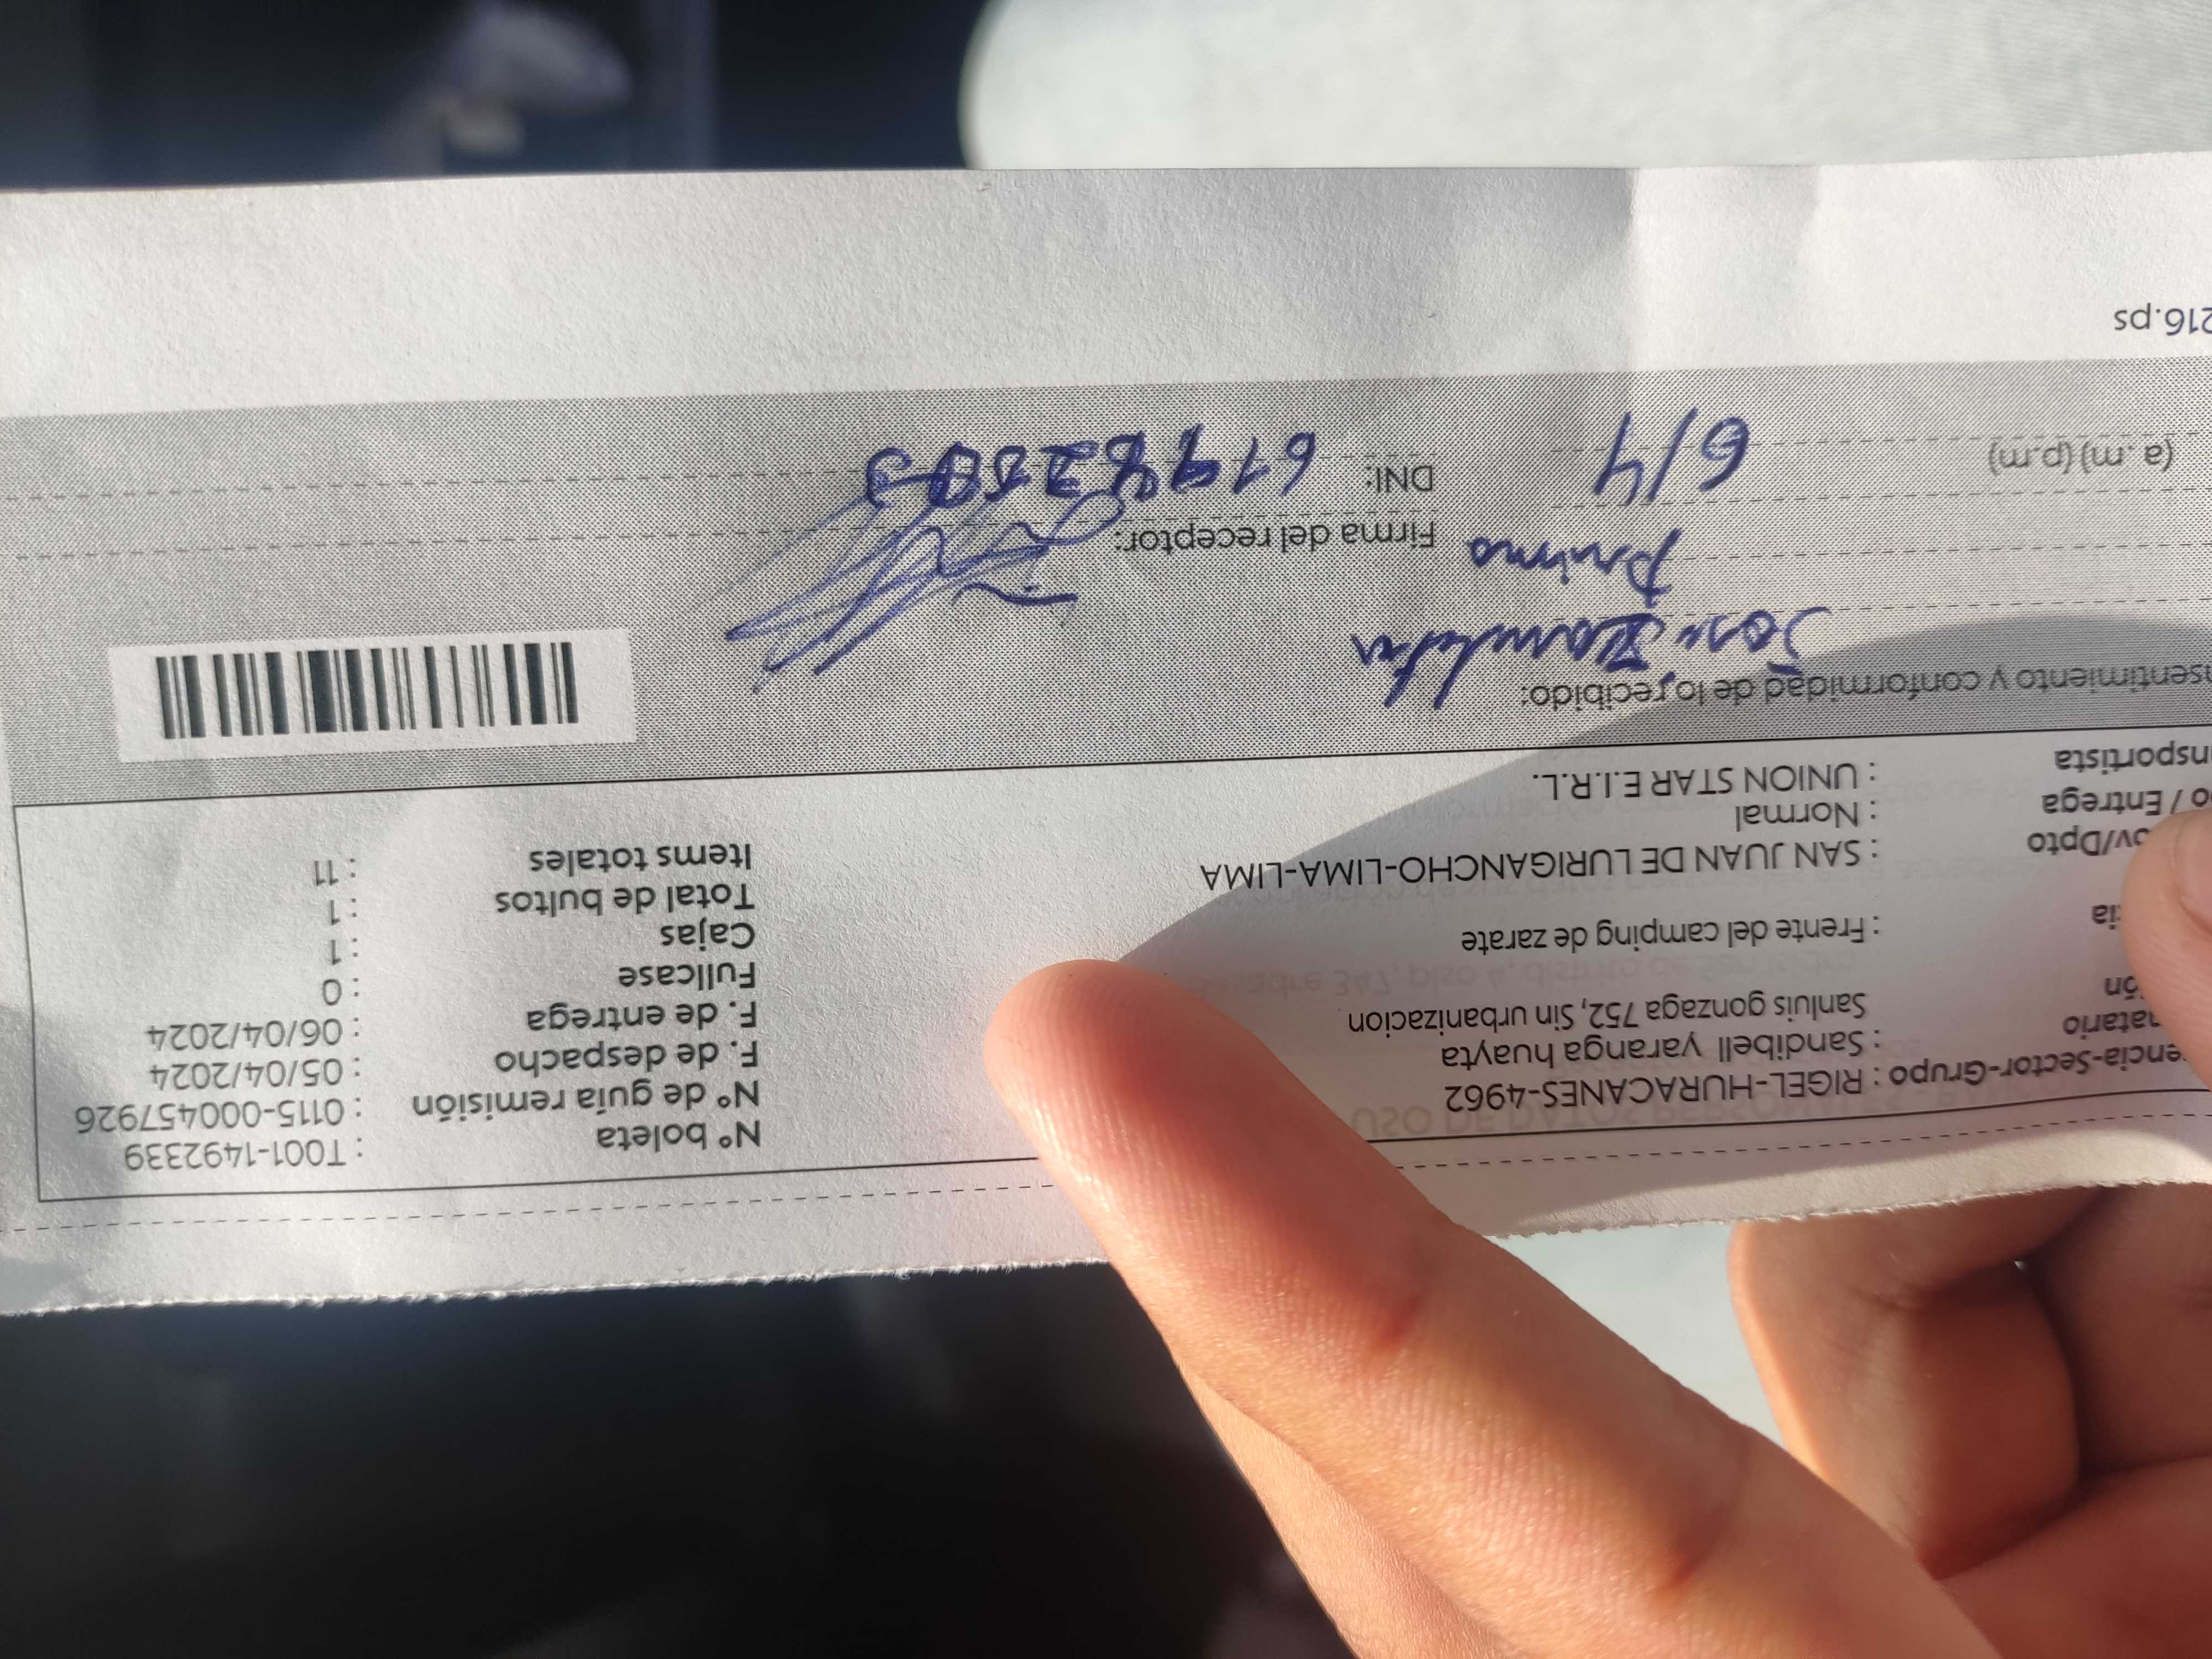 Nº boleta : T001-1492339
Nº de guía remisión : 0115-000457926
F. de despacho : 05/04/2024
F. de entrega : 06/04/2024
Fullcase : 0
Cajas : 1
Total de bultos : 1
Items totales : 11
encia-Sector-Grupo : RIGEL-HURACANES-4962
natario : Sandibell yaranga huayta
ón Sanluis gonzaga 752, Sin urbanizacion
cia : Frente del camping de zarate
ov/Dpto : SAN JUAN DE LURIGANCHO-LIMA-LIMA
o / Entrega : Normal
nsportista : UNION STAR E.I.R.L.
nsentimiento y conformidad de lo recibido:
Primo
Firma del receptor:
(a .m) (p.m) 6/4
DNI:
216.ps